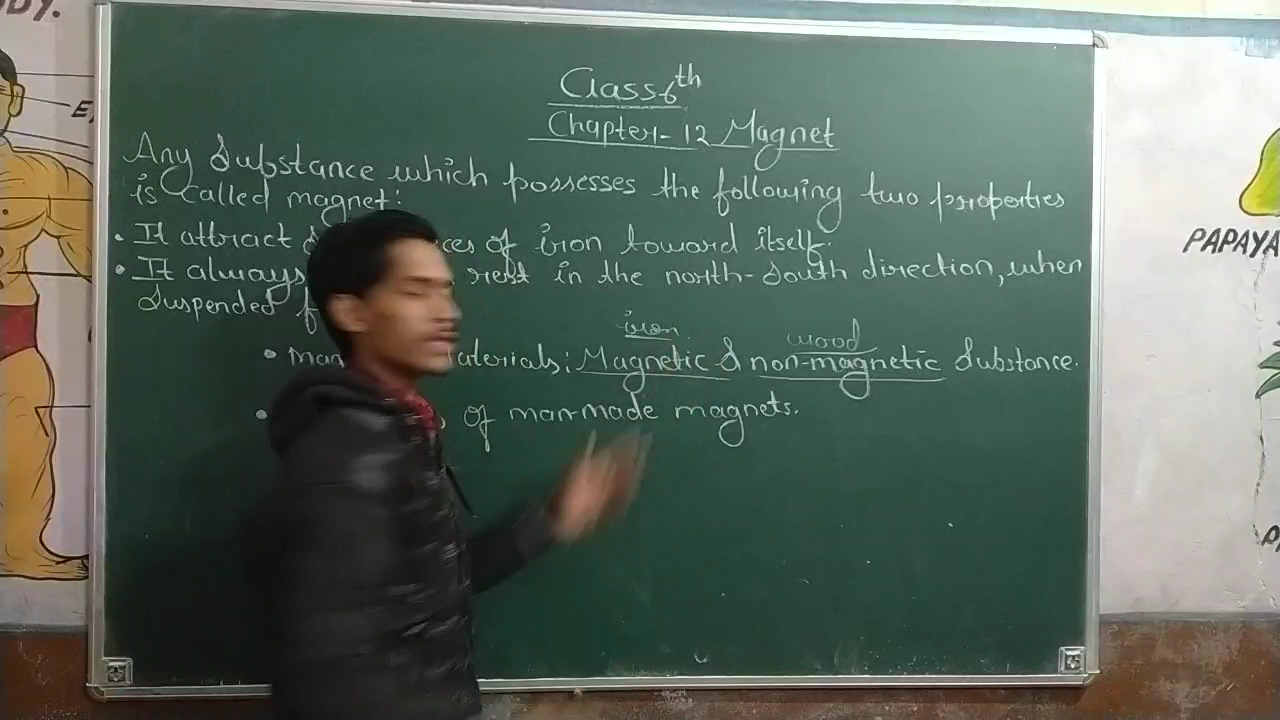 ODY.
Class 6th
Chapter-12 Magnet
Any Substance which possesses the following two properties
is called magnet:
• It attract of iron toward itself.
• It always rest in the north-south direction, when
suspended
iron wood
• Materials: Magnetic & non-magnetic Substance.
• of man-made magnets.
PAPAYA